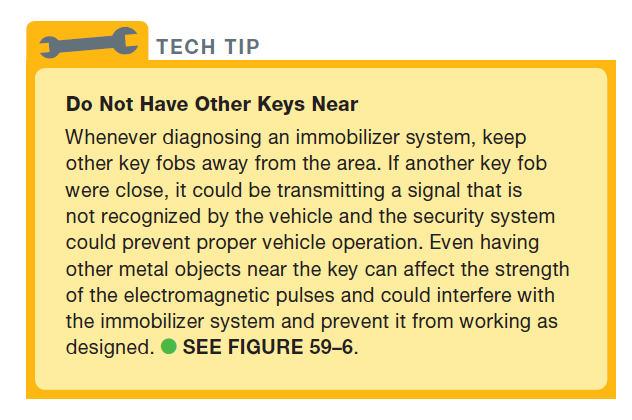 TECH TIP
Do Not Have Other Keys Near
Whenever diagnosing an immobilizer system, keep
other key fobs away from the area. If another key fob
were close, it could be transmitting a signal that is
not recognized by the vehicle and the security system
could prevent proper vehicle operation. Even having
other metal objects near the key can affect the strength
of the electromagnetic pulses and could interfere with
the immobilizer system and prevent it from working as
designed. ● SEE FIGURE 59–6.